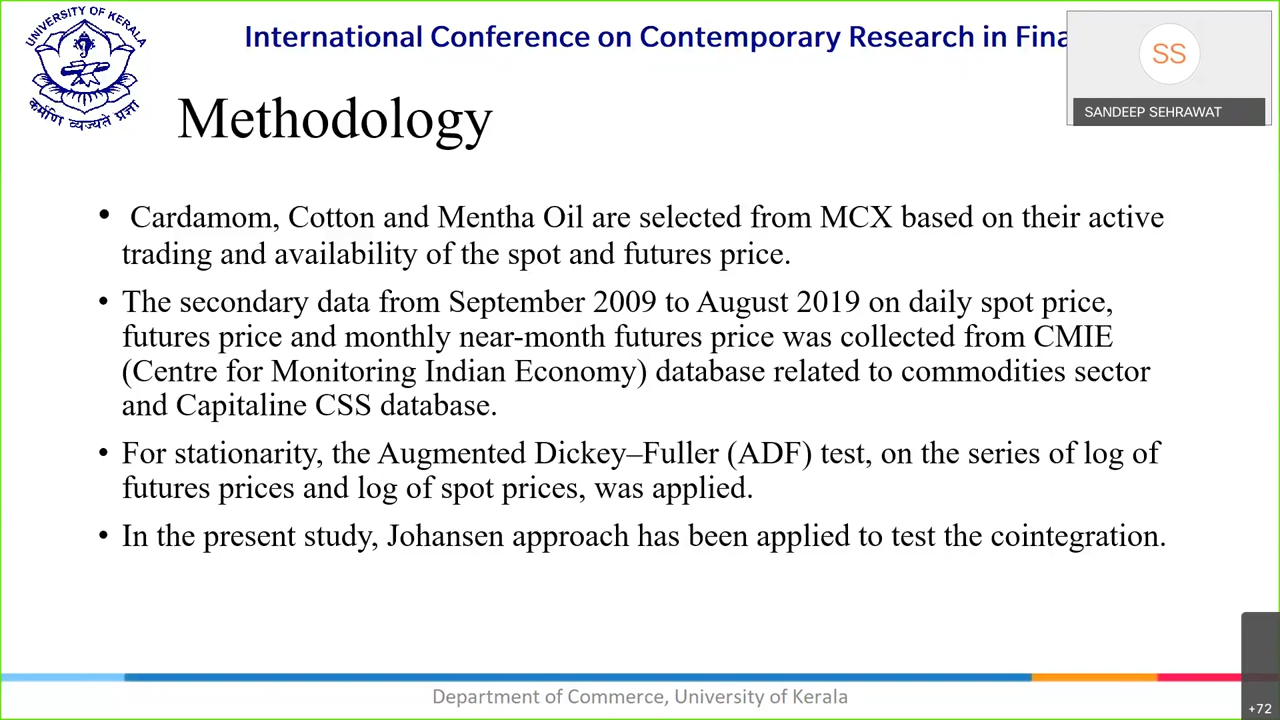 UNIVERSITY OF KERALA
कर्मणि व्यज्यते प्रज्ञा
International Conference on Contemporary Research in Fina
SS
SANDEEP SEHRAWAT
Methodology
• Cardamom, Cotton and Mentha Oil are selected from MCX based on their active
trading and availability of the spot and futures price.
• The secondary data from September 2009 to August 2019 on daily spot price,
futures price and monthly near-month futures price was collected from CMIE
(Centre for Monitoring Indian Economy) database related to commodities sector
and Capitaline CSS database.
• For stationarity, the Augmented Dickey–Fuller (ADF) test, on the series of log of
futures prices and log of spot prices, was applied.
• In the present study, Johansen approach has been applied to test the cointegration.
Department of Commerce, University of Kerala
+72